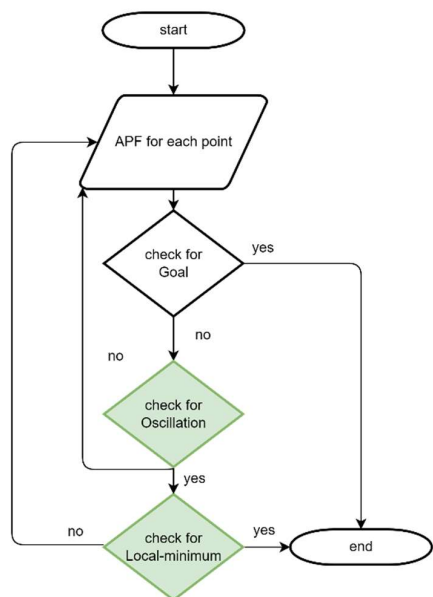 start
APF for each point
check for
Goal
yes
no
no
check for
Oscillation
yes
no
check for
Local-minimum
yes
end